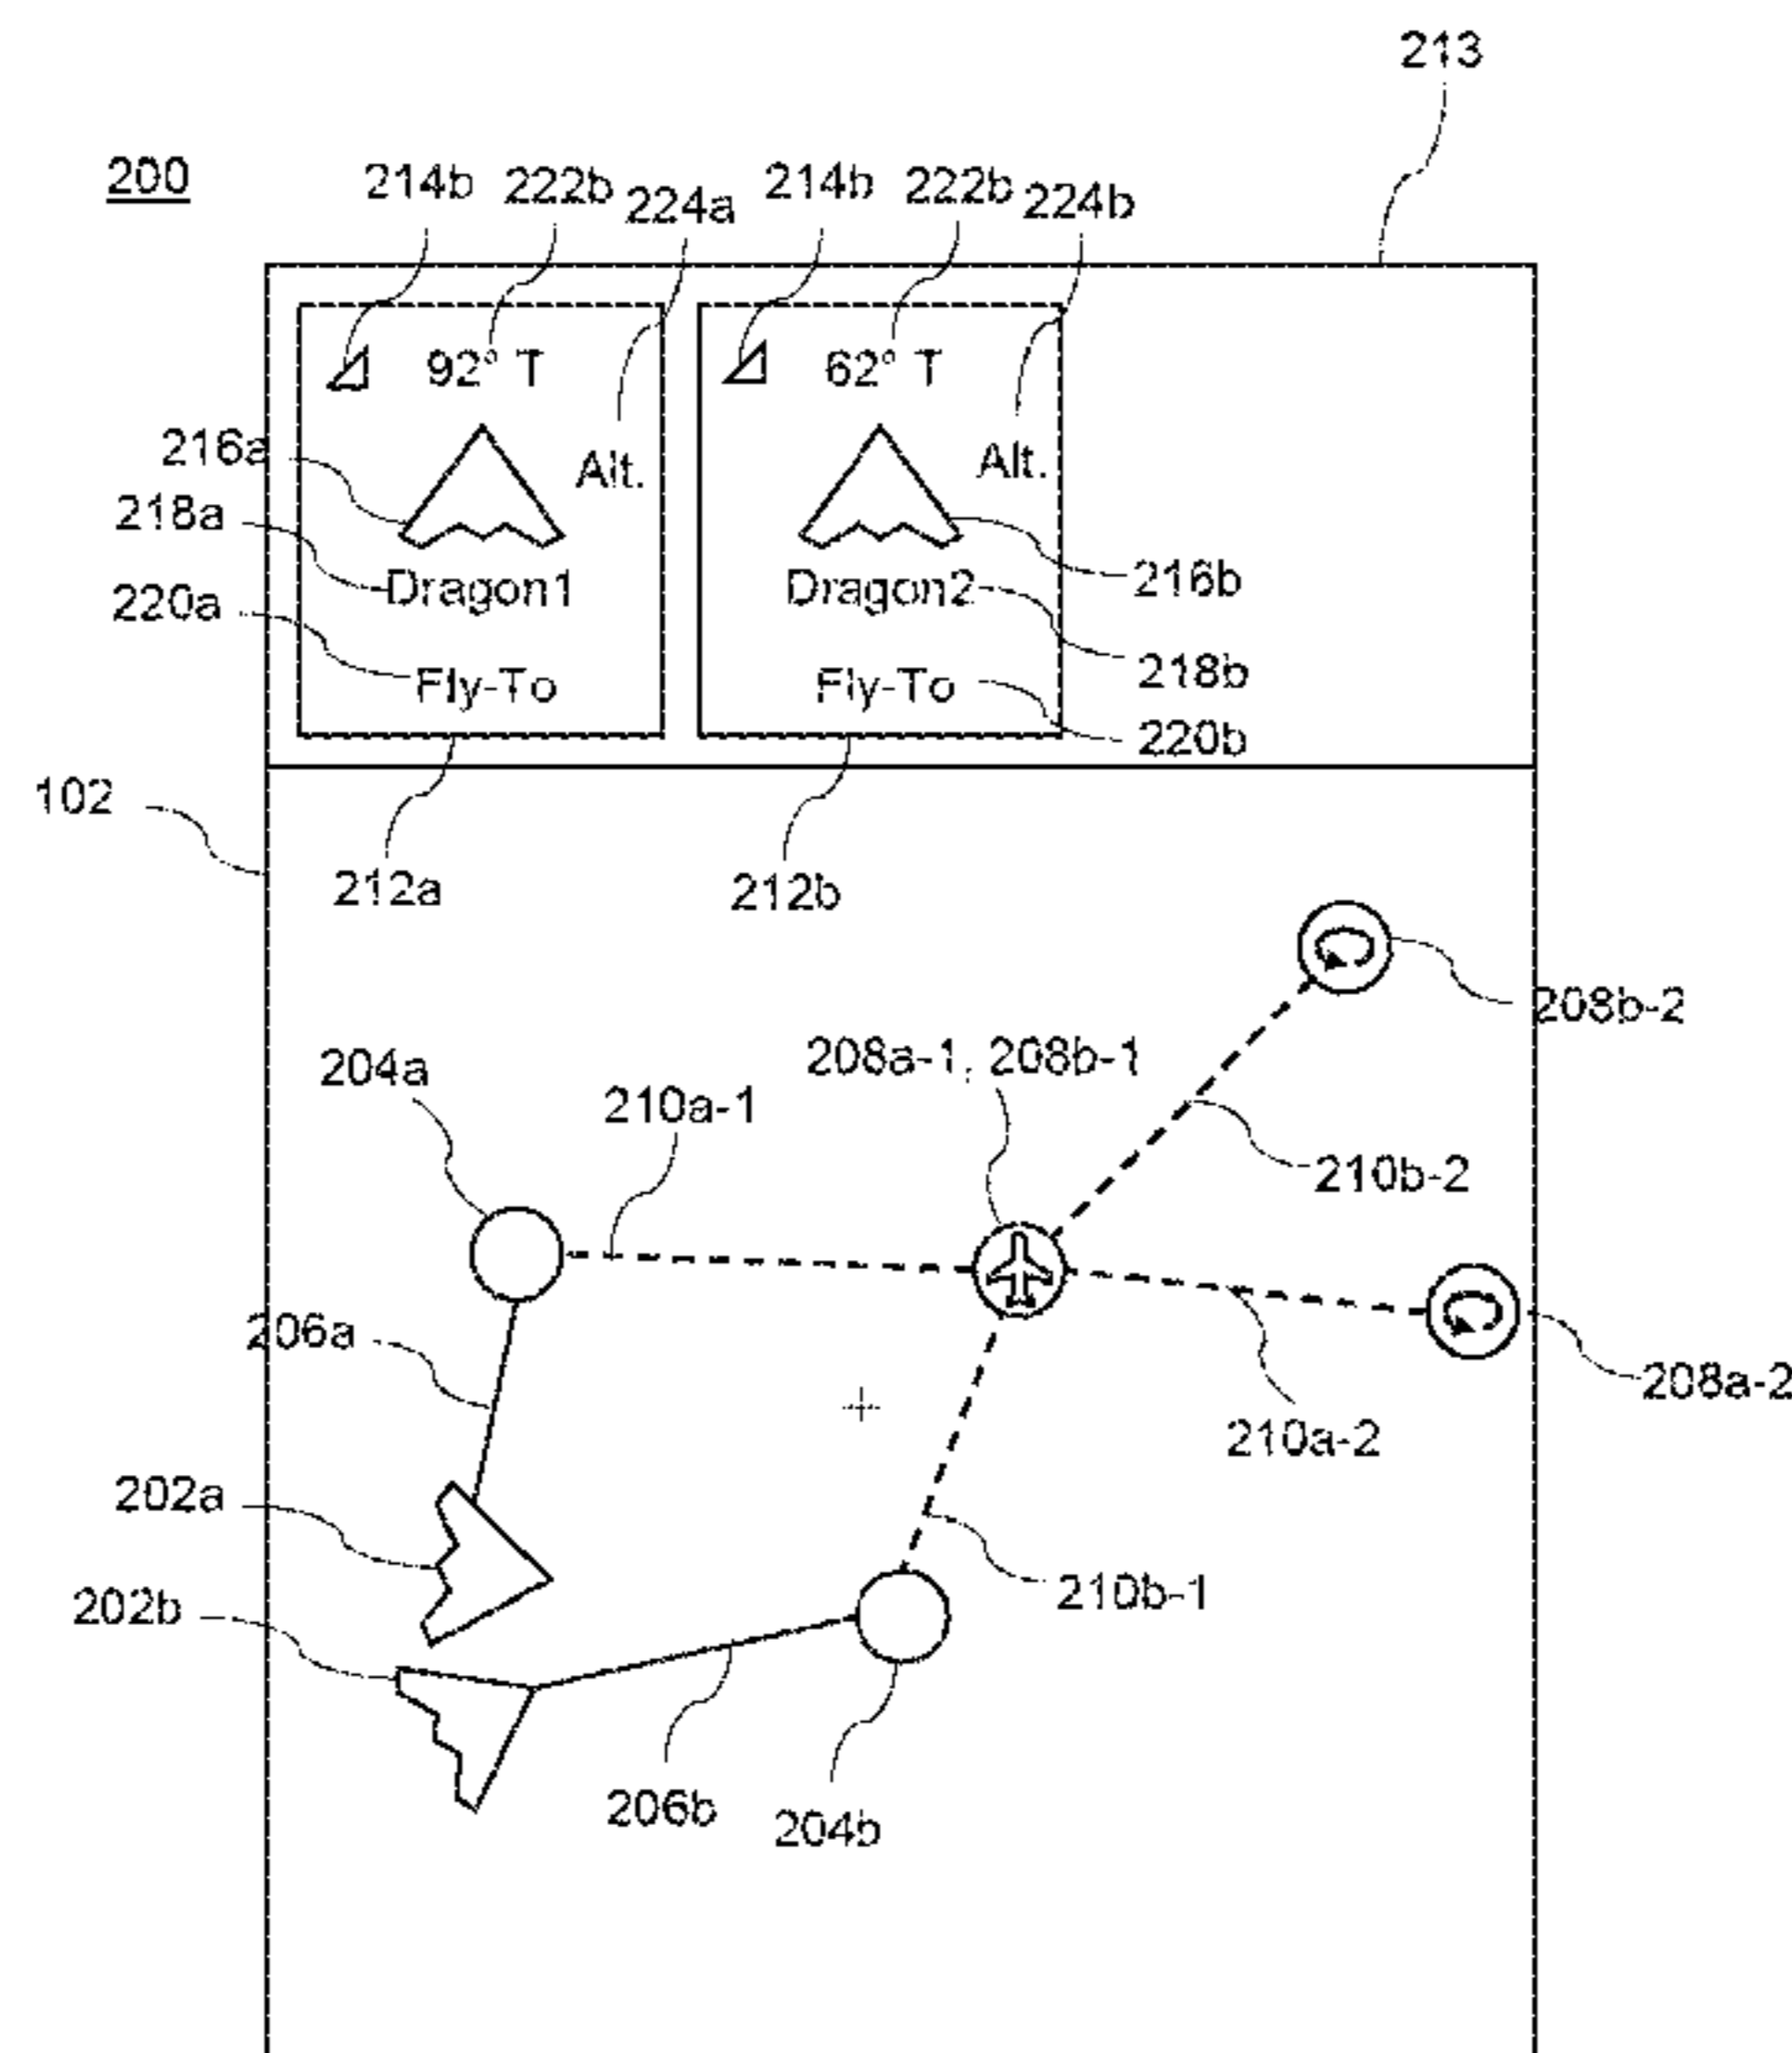 213
200
214b 222b 224a 214b 222b 224b
92° T 62° T
216a Alt. Alt.
218a Dragon1 Dragon2 216b
220a Fly-To Fly-To 218b
220b
102
212a 212b
208b-2
204a 210a-1 208a-1, 208b-1
210b-2
206a
208a-2
210a-2
202a
202b 210b-1
206b 204b